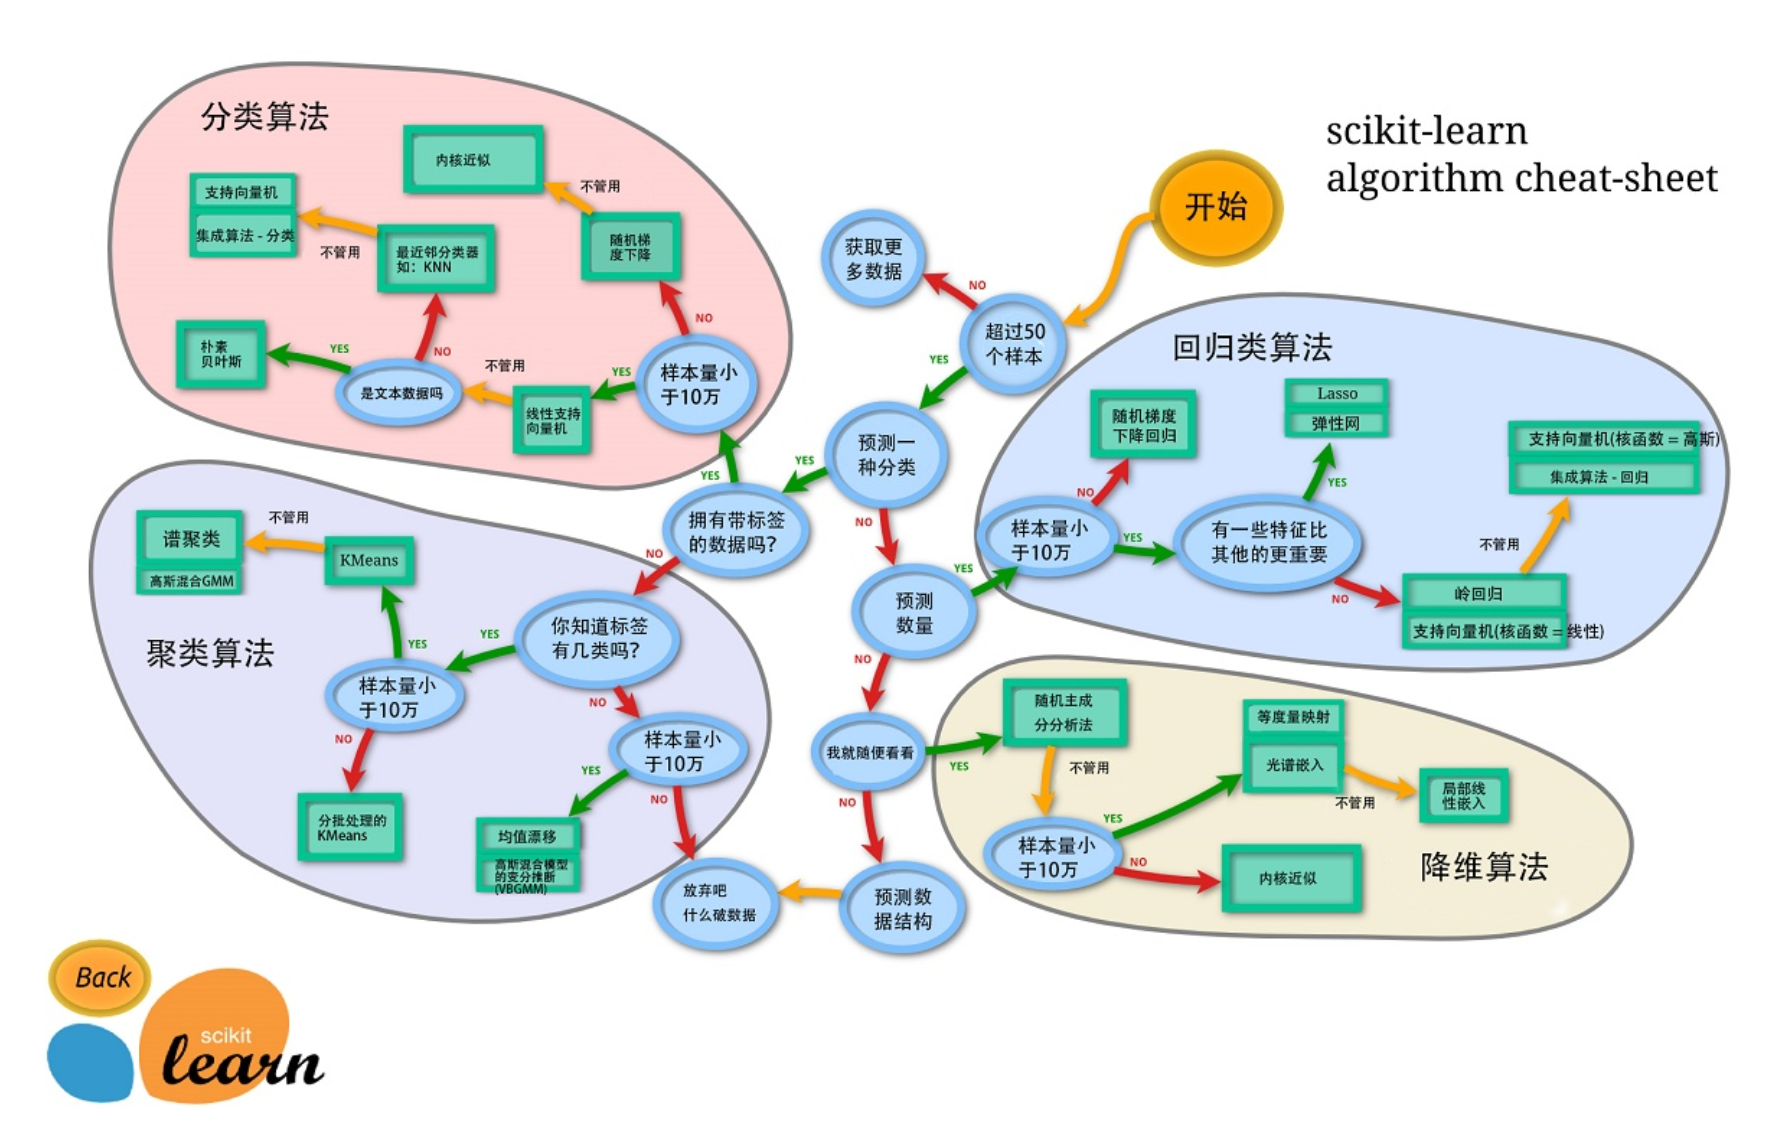 scikit-learn
algorithm cheat-sheet
开始
获取更
多数据
NO
超过50
个样本
YES
预测一
种分类
YES
NO
拥有带标签
的数据吗?
YES
NO
预测
数量
YES
NO
我就随便看看
YES
NO
预测数
据结构
放弃吧
什么破数据
分类算法
内核近似
不管用
支持向量机
集成算法 - 分类
不管用
最近邻分类器
如：KNN
随机梯
度下降
NO
朴素
贝叶斯
YES
NO
是文本数据吗
不管用
线性支持
向量机
YES
样本量小
于10万
回归类算法
随机梯度
下降回归
Lasso
弹性网
支持向量机(核函数 = 高斯)
集成算法 - 回归
NO
YES
样本量小
于10万
YES
有一些特征比
其他的更重要
不管用
NO
岭回归
支持向量机(核函数 = 线性)
聚类算法
谱聚类
高斯混合GMM
不管用
KMeans
YES
YES
你知道标签
有几类吗?
样本量小
于10万
NO
NO
样本量小
于10万
分批处理的
KMeans
YES
NO
均值漂移
高斯混合模型
的变分推断
(VBGMM)
随机主成
分分析法
不管用
等度量映射
光谱嵌入
不管用
局部线
性嵌入
YES
样本量小
于10万
NO
内核近似
降维算法
Back
scikit
learn